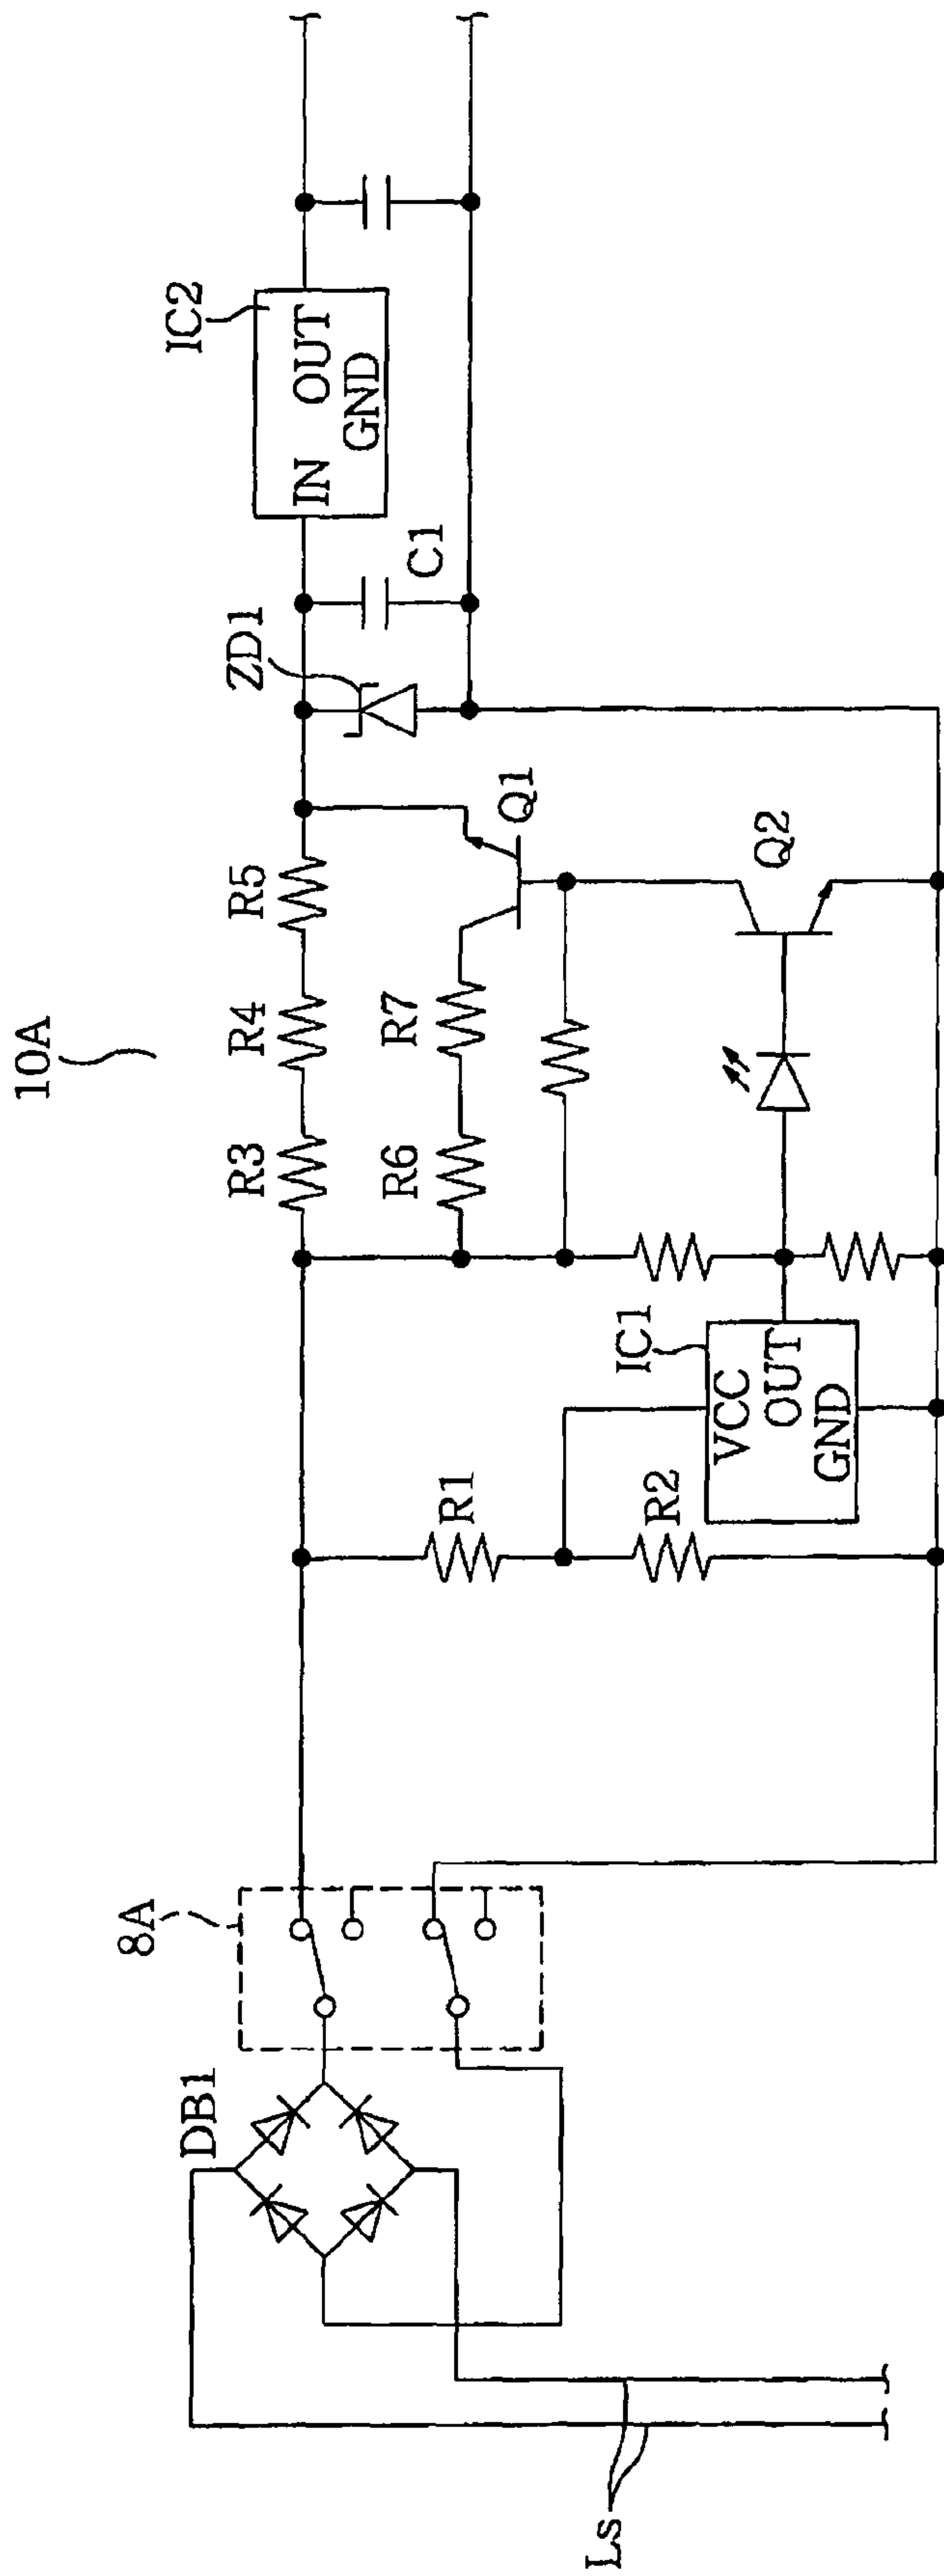 10A
IC2
IN OUT
GND
ZD1
C1
R3 R4 R5
R6 R7
Q1
Q2
8A
DB1
R1
R2
IC1
VCC
OUT
GND
Ls